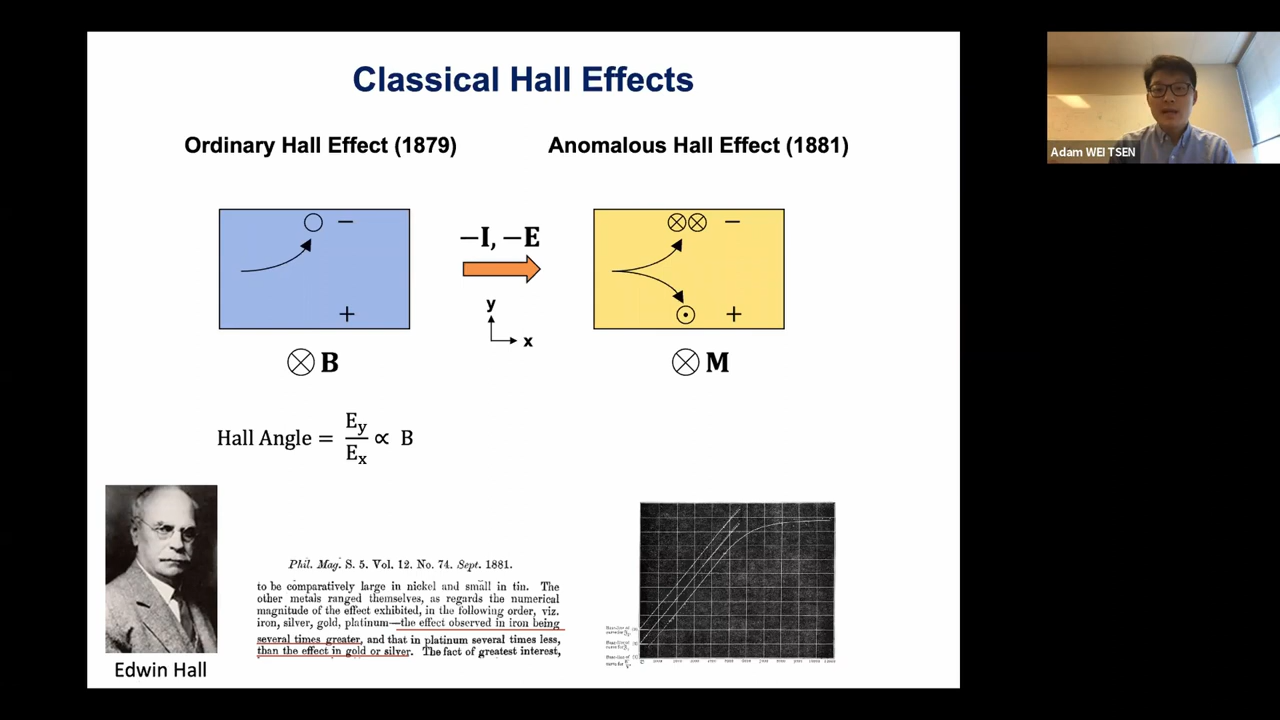 Classical Hall Effects
Ordinary Hall Effect (1879)
Anomalous Hall Effect (1881)
−I, −E
y
x
−
+
−
+
⊗ B
⊗ M
Hall Angle = Ey/Ex ∝ B
Phil. Mag. S. 5. Vol. 12. No. 74. Sept. 1881.
to be comparatively large in nickel and small in tin. The
other metals ranged themselves, as regards the numerical
magnitude of the effect exhibited, in the following order, viz.
iron, silver, gold, platinum—the effect observed in iron being
several times greater, and that in platinum several times less,
than the effect in gold or silver. The fact of greatest interest,
Edwin Hall
Adam WEI TSEN